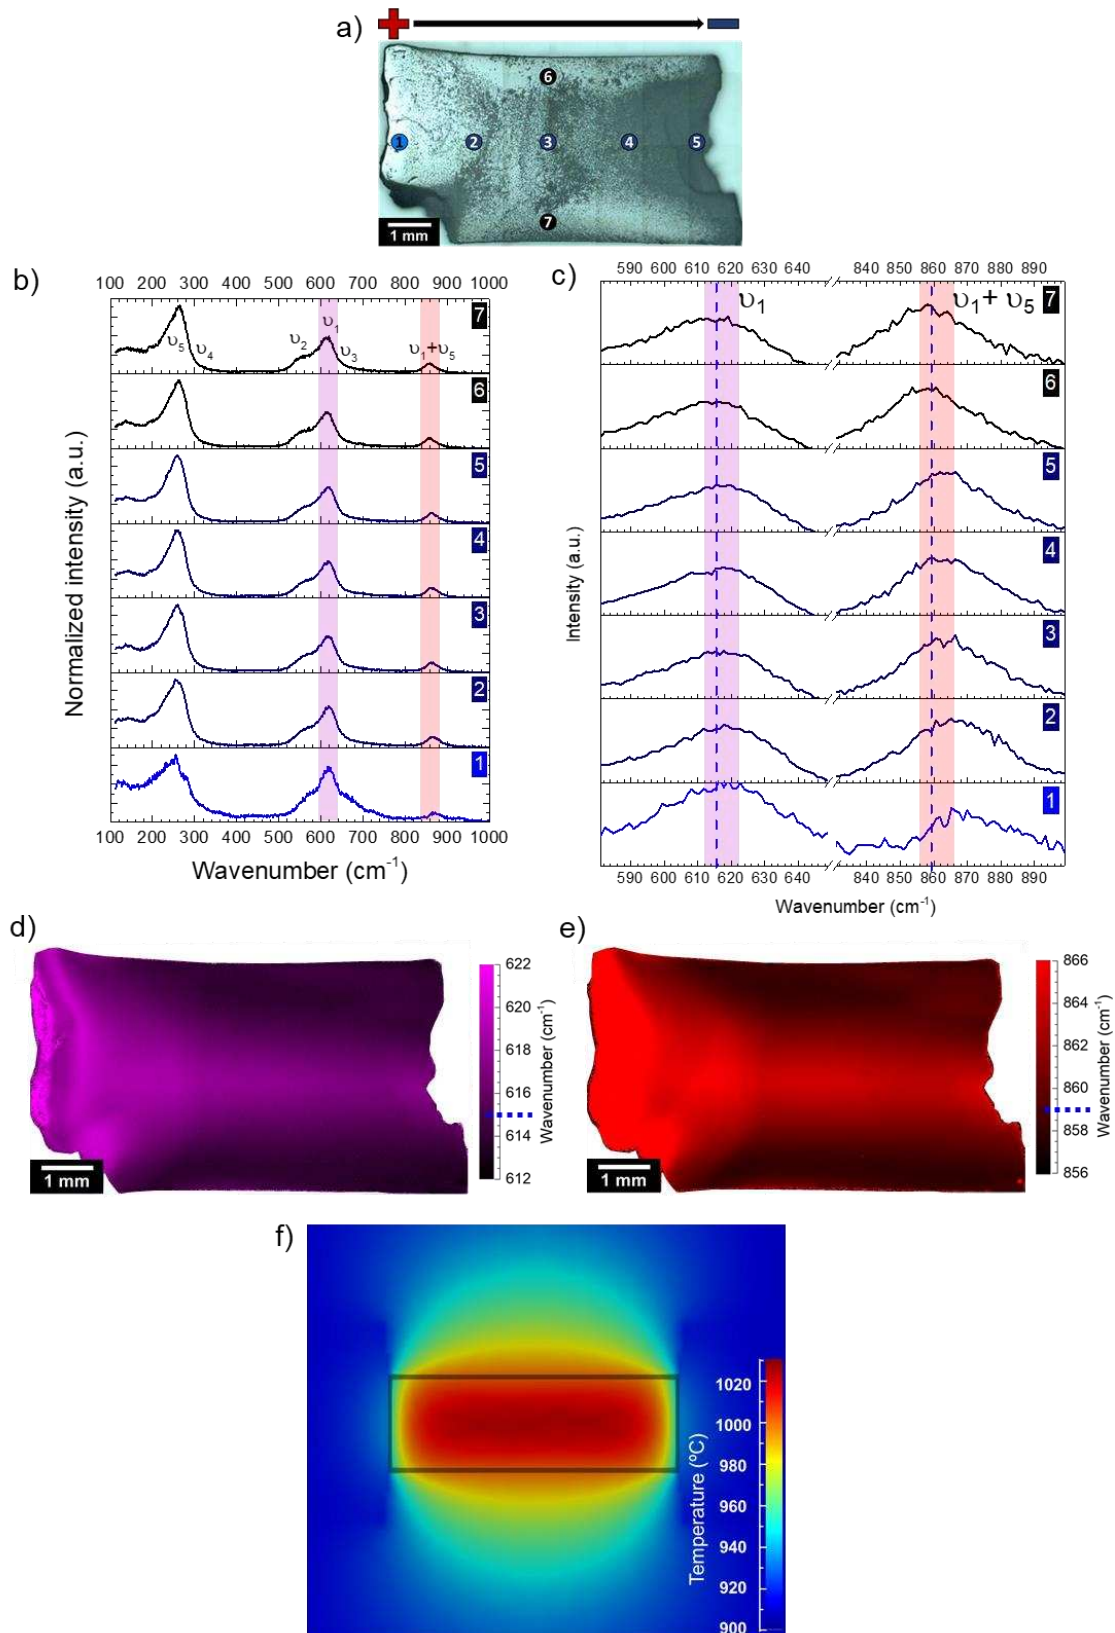 a)
6
1 2 3 4 5
7
1 mm
b)
100 200 300 400 500 600 700 800 900 1000
Normalized intensity (a.u.)
υ5 υ4 υ2 υ1 υ3 υ1+υ5
7
6
5
4
3
2
1
100 200 300 400 500 600 700 800 900 1000
Wavenumber (cm-1)
c)
590 600 610 620 630 640 840 850 860 870 880 890
Intensity (a.u.)
υ1 υ1+ υ5
7
6
5
4
3
2
1
590 600 610 620 630 640 840 850 860 870 880 890
Wavenumber (cm-1)
d)
1 mm
622
620
618
616
614
612
Wavenumber (cm-1)
e)
1 mm
866
864
862
860
858
856
Wavenumber (cm-1)
f)
1020
1000
980
960
940
920
900
Temperature (ºC)